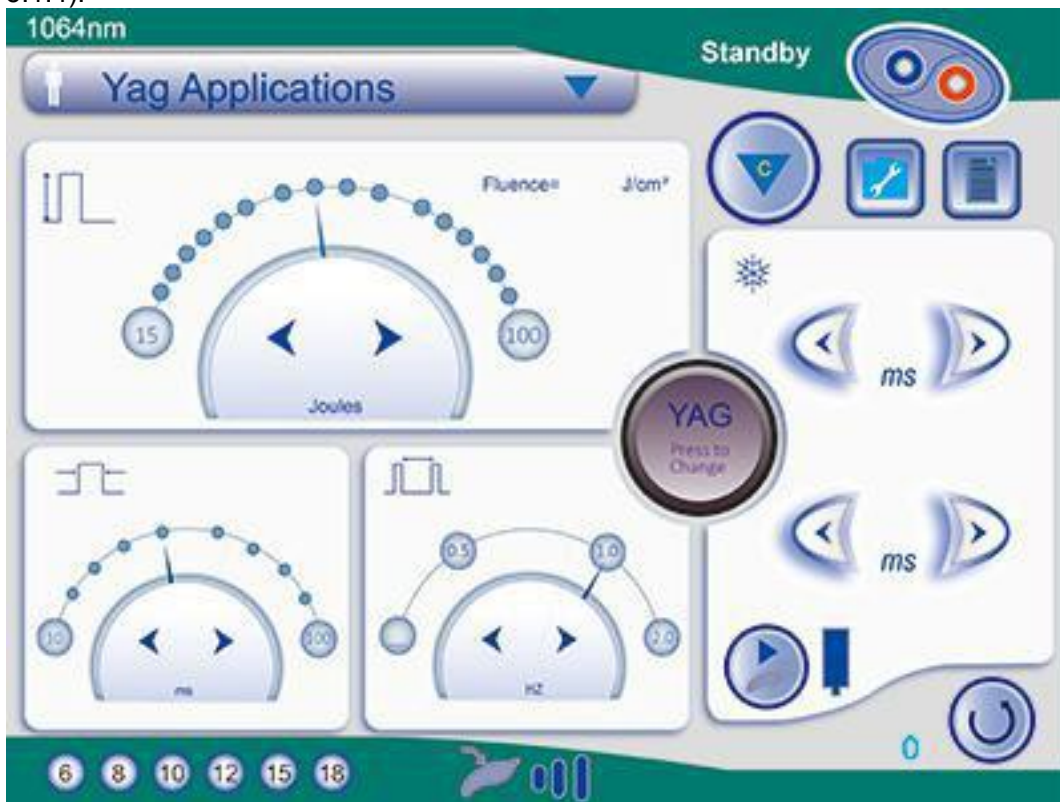 1064nm
Standby
Yag Applications
Fluence= J/cm²
C
15
100
Joules
ms
YAG
Press to
Change
10
100
ms
0.5
1.0
2.0
HZ
ms
0
6 8 10 12 15 18